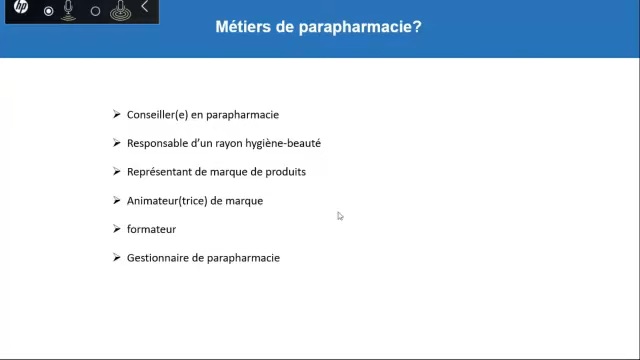 hp
Métiers de parapharmacie?
➢ Conseiller(e) en parapharmacie
➢ Responsable d'un rayon hygiène-beauté
➢ Représentant de marque de produits
➢ Animateur(trice) de marque
➢ formateur
➢ Gestionnaire de parapharmacie